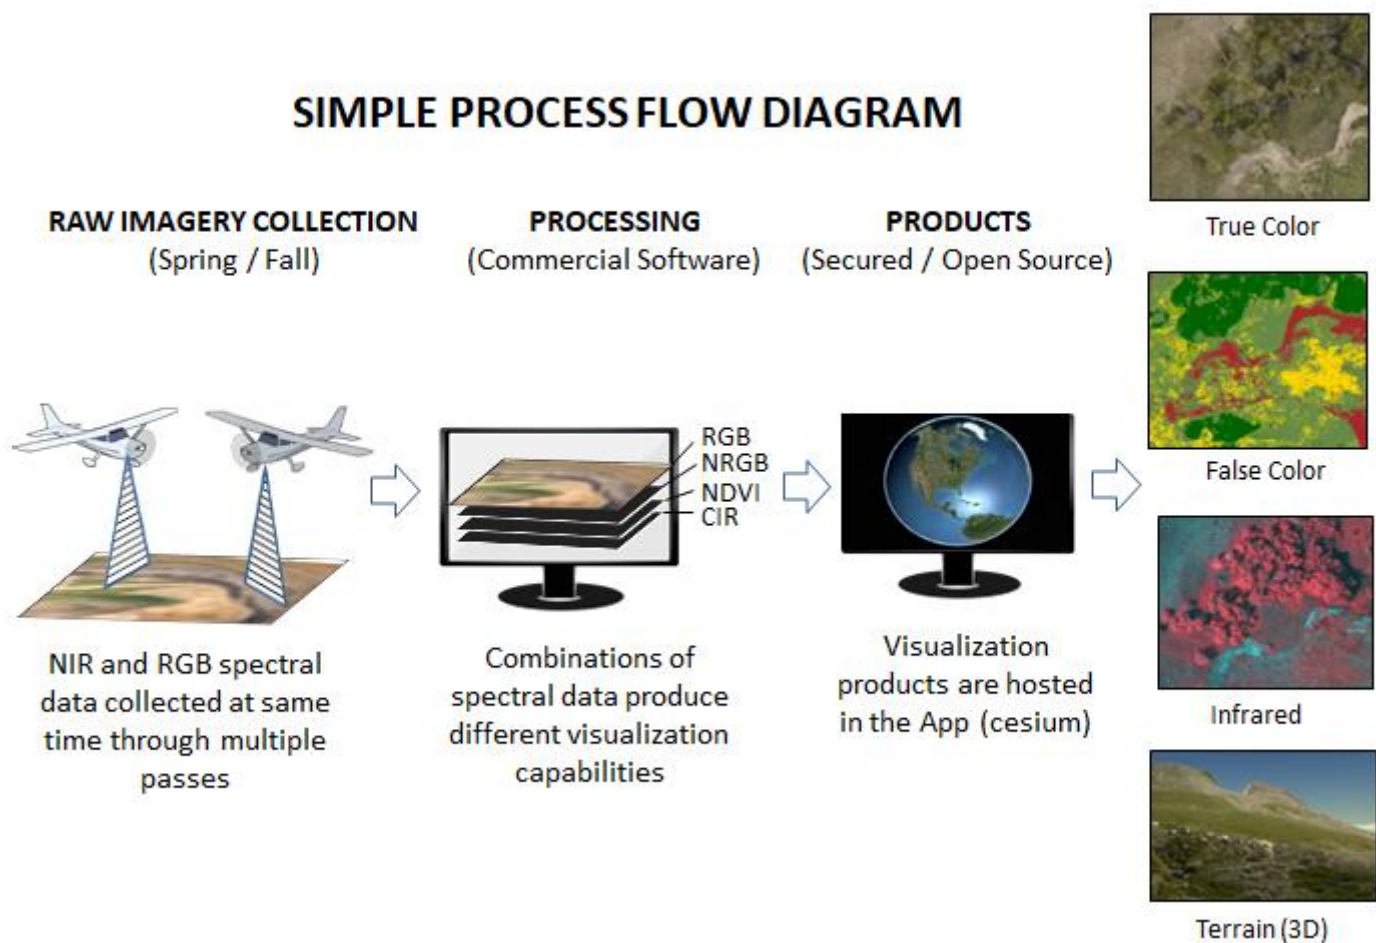 SIMPLE PROCESS FLOW DIAGRAM
RAW IMAGERY COLLECTION
(Spring / Fall)
NIR and RGB spectral
data collected at same
time through multiple
passes
PROCESSING
(Commercial Software)
RGB
NRGB
NDVI
CIR
Combinations of
spectral data produce
different visualization
capabilities
PRODUCTS
(Secured / Open Source)
Visualization
products are hosted
in the App (cesium)
True Color
False Color
Infrared
Terrain (3D)